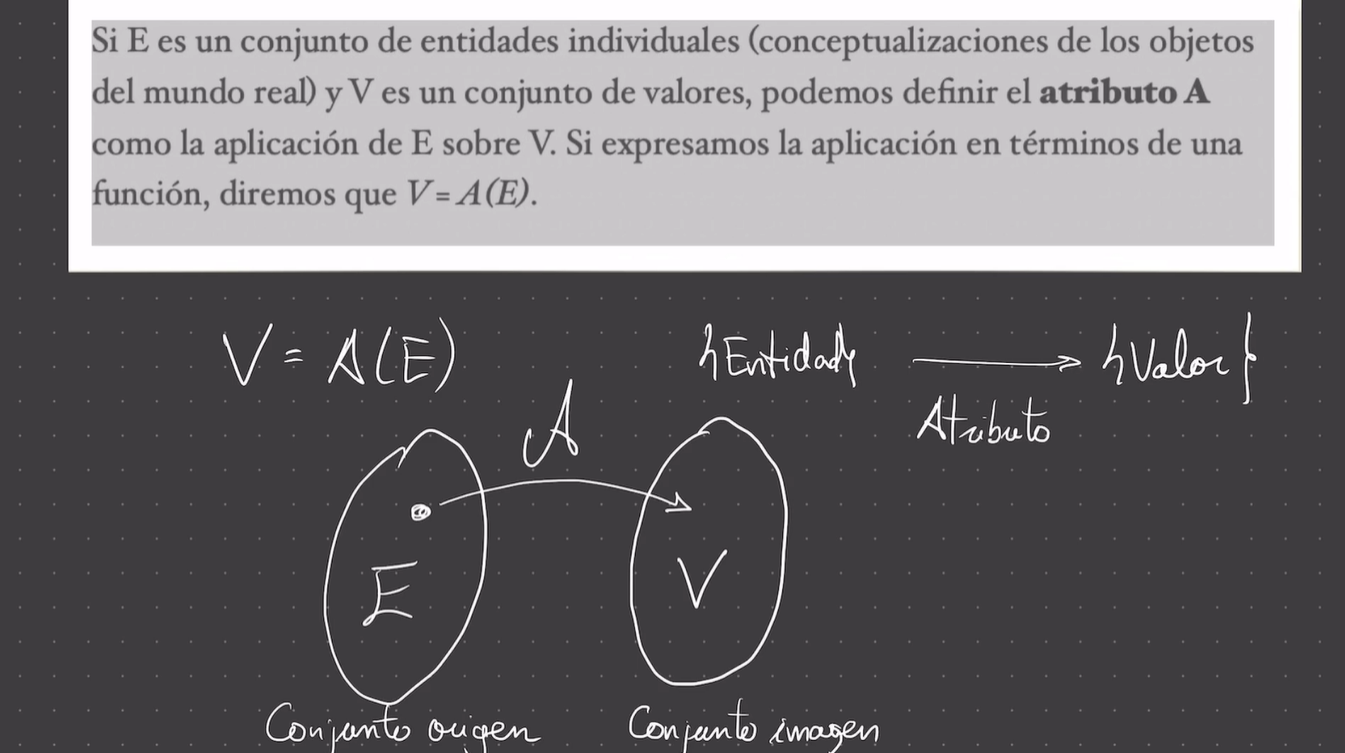 Si E es un conjunto de entidades individuales (conceptualizaciones de los objetos
del mundo real) y V es un conjunto de valores, podemos definir el atributo A
como la aplicación de E sobre V. Si expresamos la aplicación en términos de una
función, diremos que V = A(E).
V = A(E)
{Entidad} → {Valor}
Atributo
A
E
V
Conjunto origen
Conjunto imagen